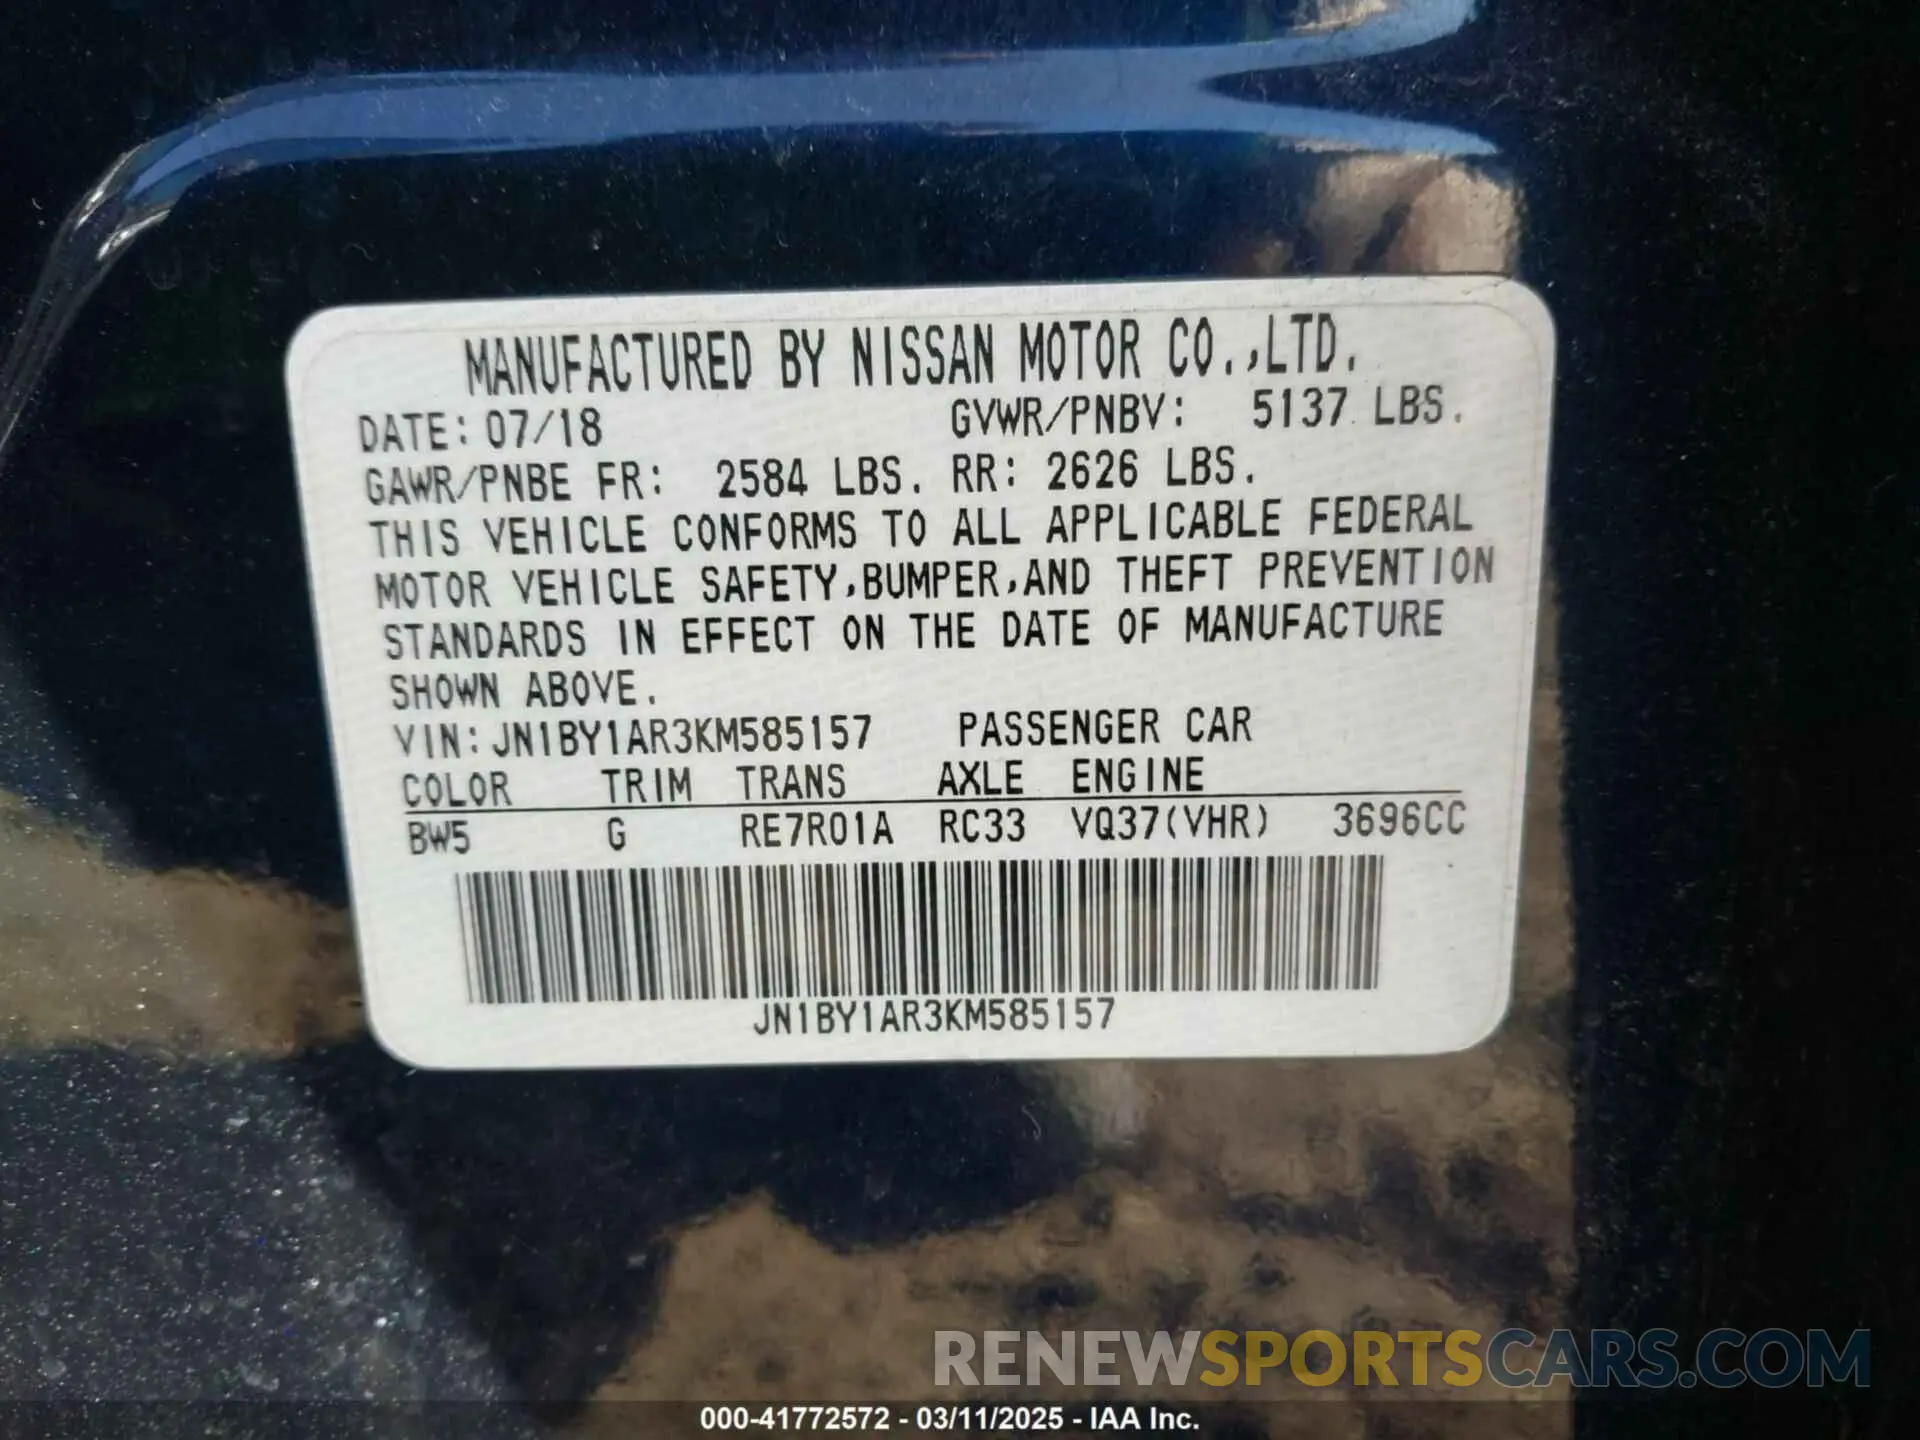 MANUFACTURED BY NISSAN MOTOR CO.,LTD.
DATE: 07/18 GVWR/PNBV: 5137 LBS.
GAWR/PNBE FR: 2584 LBS. RR: 2626 LBS.
THIS VEHICLE CONFORMS TO ALL APPLICABLE FEDERAL
MOTOR VEHICLE SAFETY,BUMPER,AND THEFT PREVENTION
STANDARDS IN EFFECT ON THE DATE OF MANUFACTURE
SHOWN ABOVE.
VIN: JN1BY1AR3KM585157 PASSENGER CAR
COLOR TRIM TRANS AXLE ENGINE
BW5 G RE7R01A RC33 VQ37(VHR) 3696CC
JN1BY1AR3KM585157
RENEWSPORTSCARS.COM
000-41772572 - 03/11/2025 - IAA Inc.